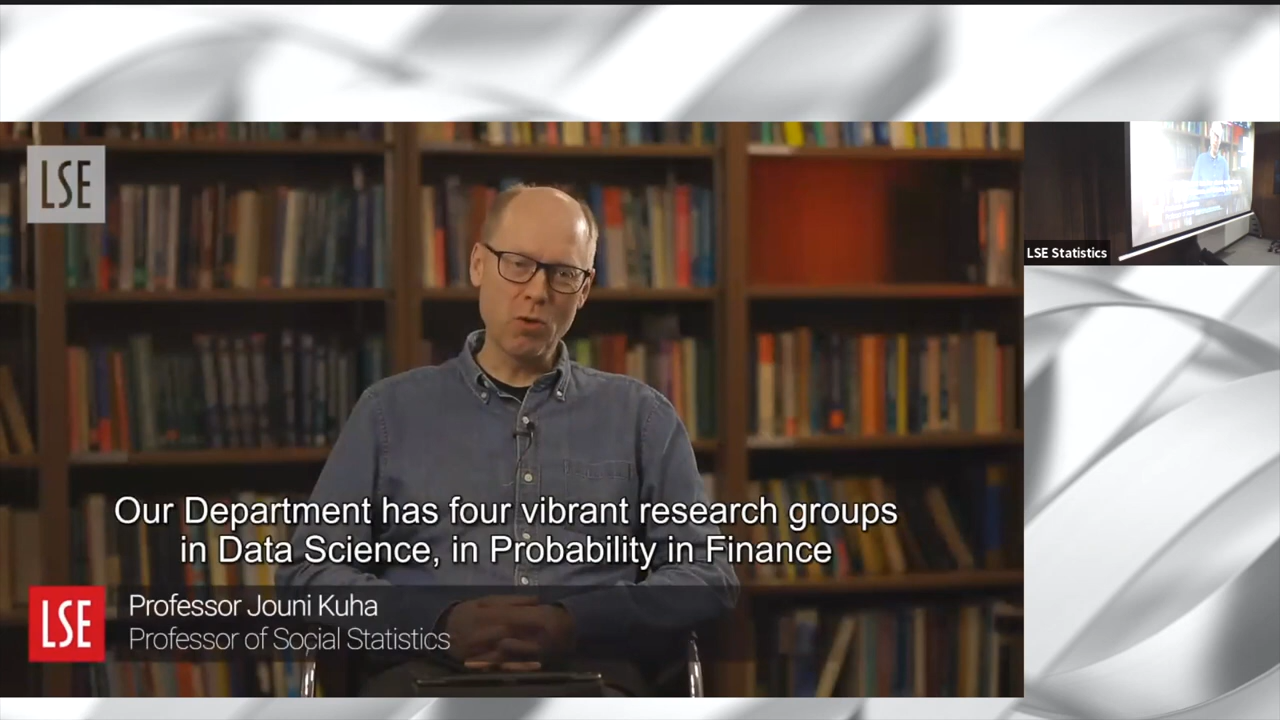 LSE
LSE Statistics
Our Department has four vibrant research groups
in Data Science, in Probability in Finance
LSE
Professor Jouni Kuha
Professor of Social Statistics